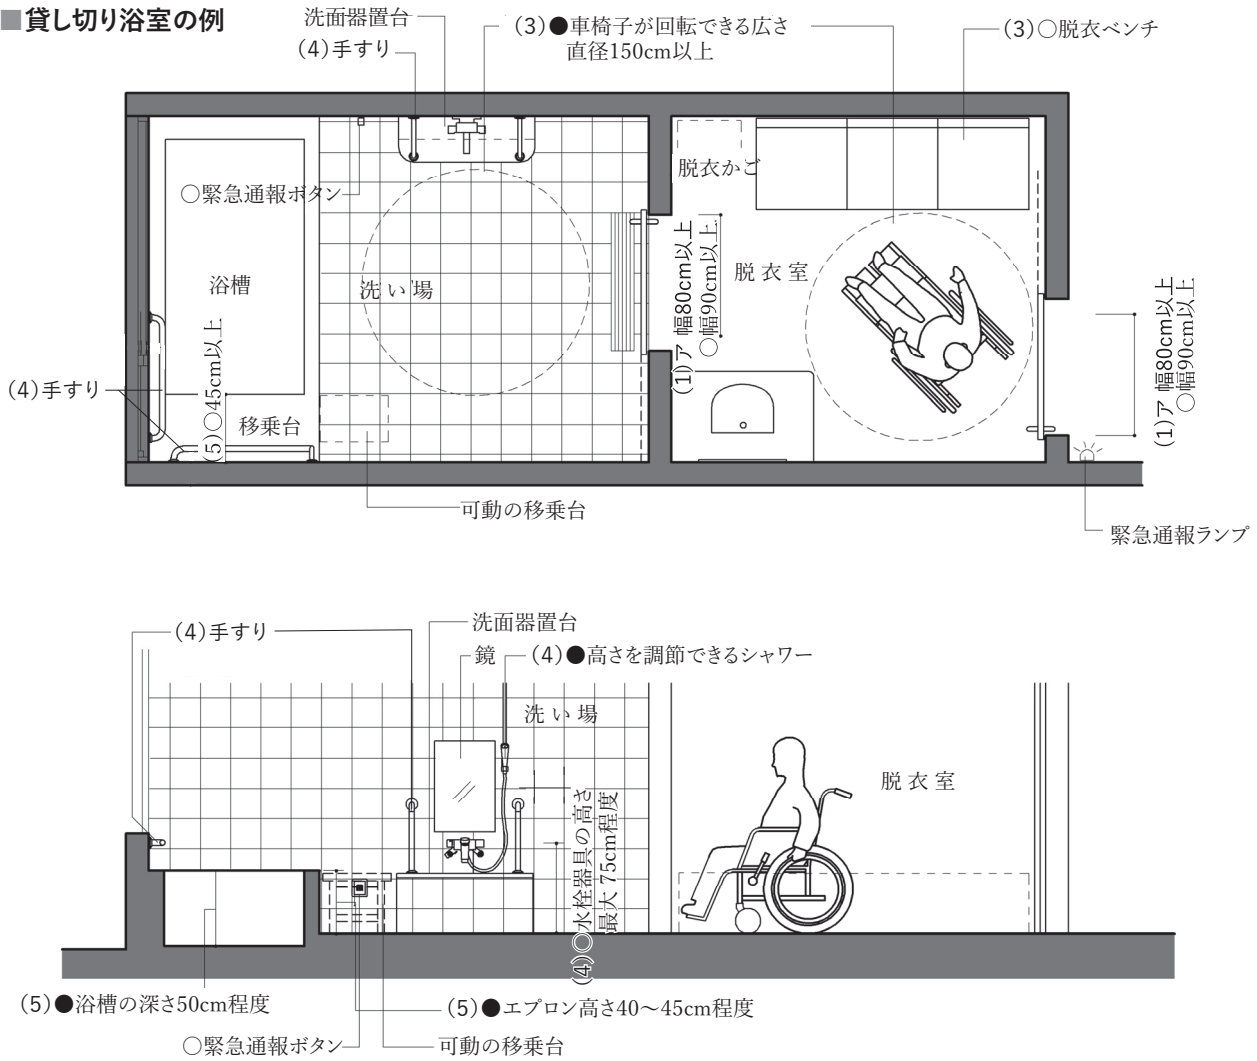 ■貸し切り浴室の例
洗面器置台
(4)手すり
(3)●車椅子が回転できる広さ
直径150cm以上
(3)○脱衣ベンチ
脱衣かご
○緊急通報ボタン
浴槽
洗い場
脱衣室
(1)ア 幅80cm以上
○幅90cm以上
(1)ア 幅80cm以上
○幅90cm以上
(4)手すり
(5)○45cm以上
移乗台
可動の移乗台
緊急通報ランプ
(4)手すり
洗面器置台
鏡
(4)●高さを調節できるシャワー
洗い場
脱衣室
(4)○水栓器具の高さ
最大 75cm程度
(5)●浴槽の深さ50cm程度
(5)●エプロン高さ40〜45cm程度
○緊急通報ボタン
可動の移乗台